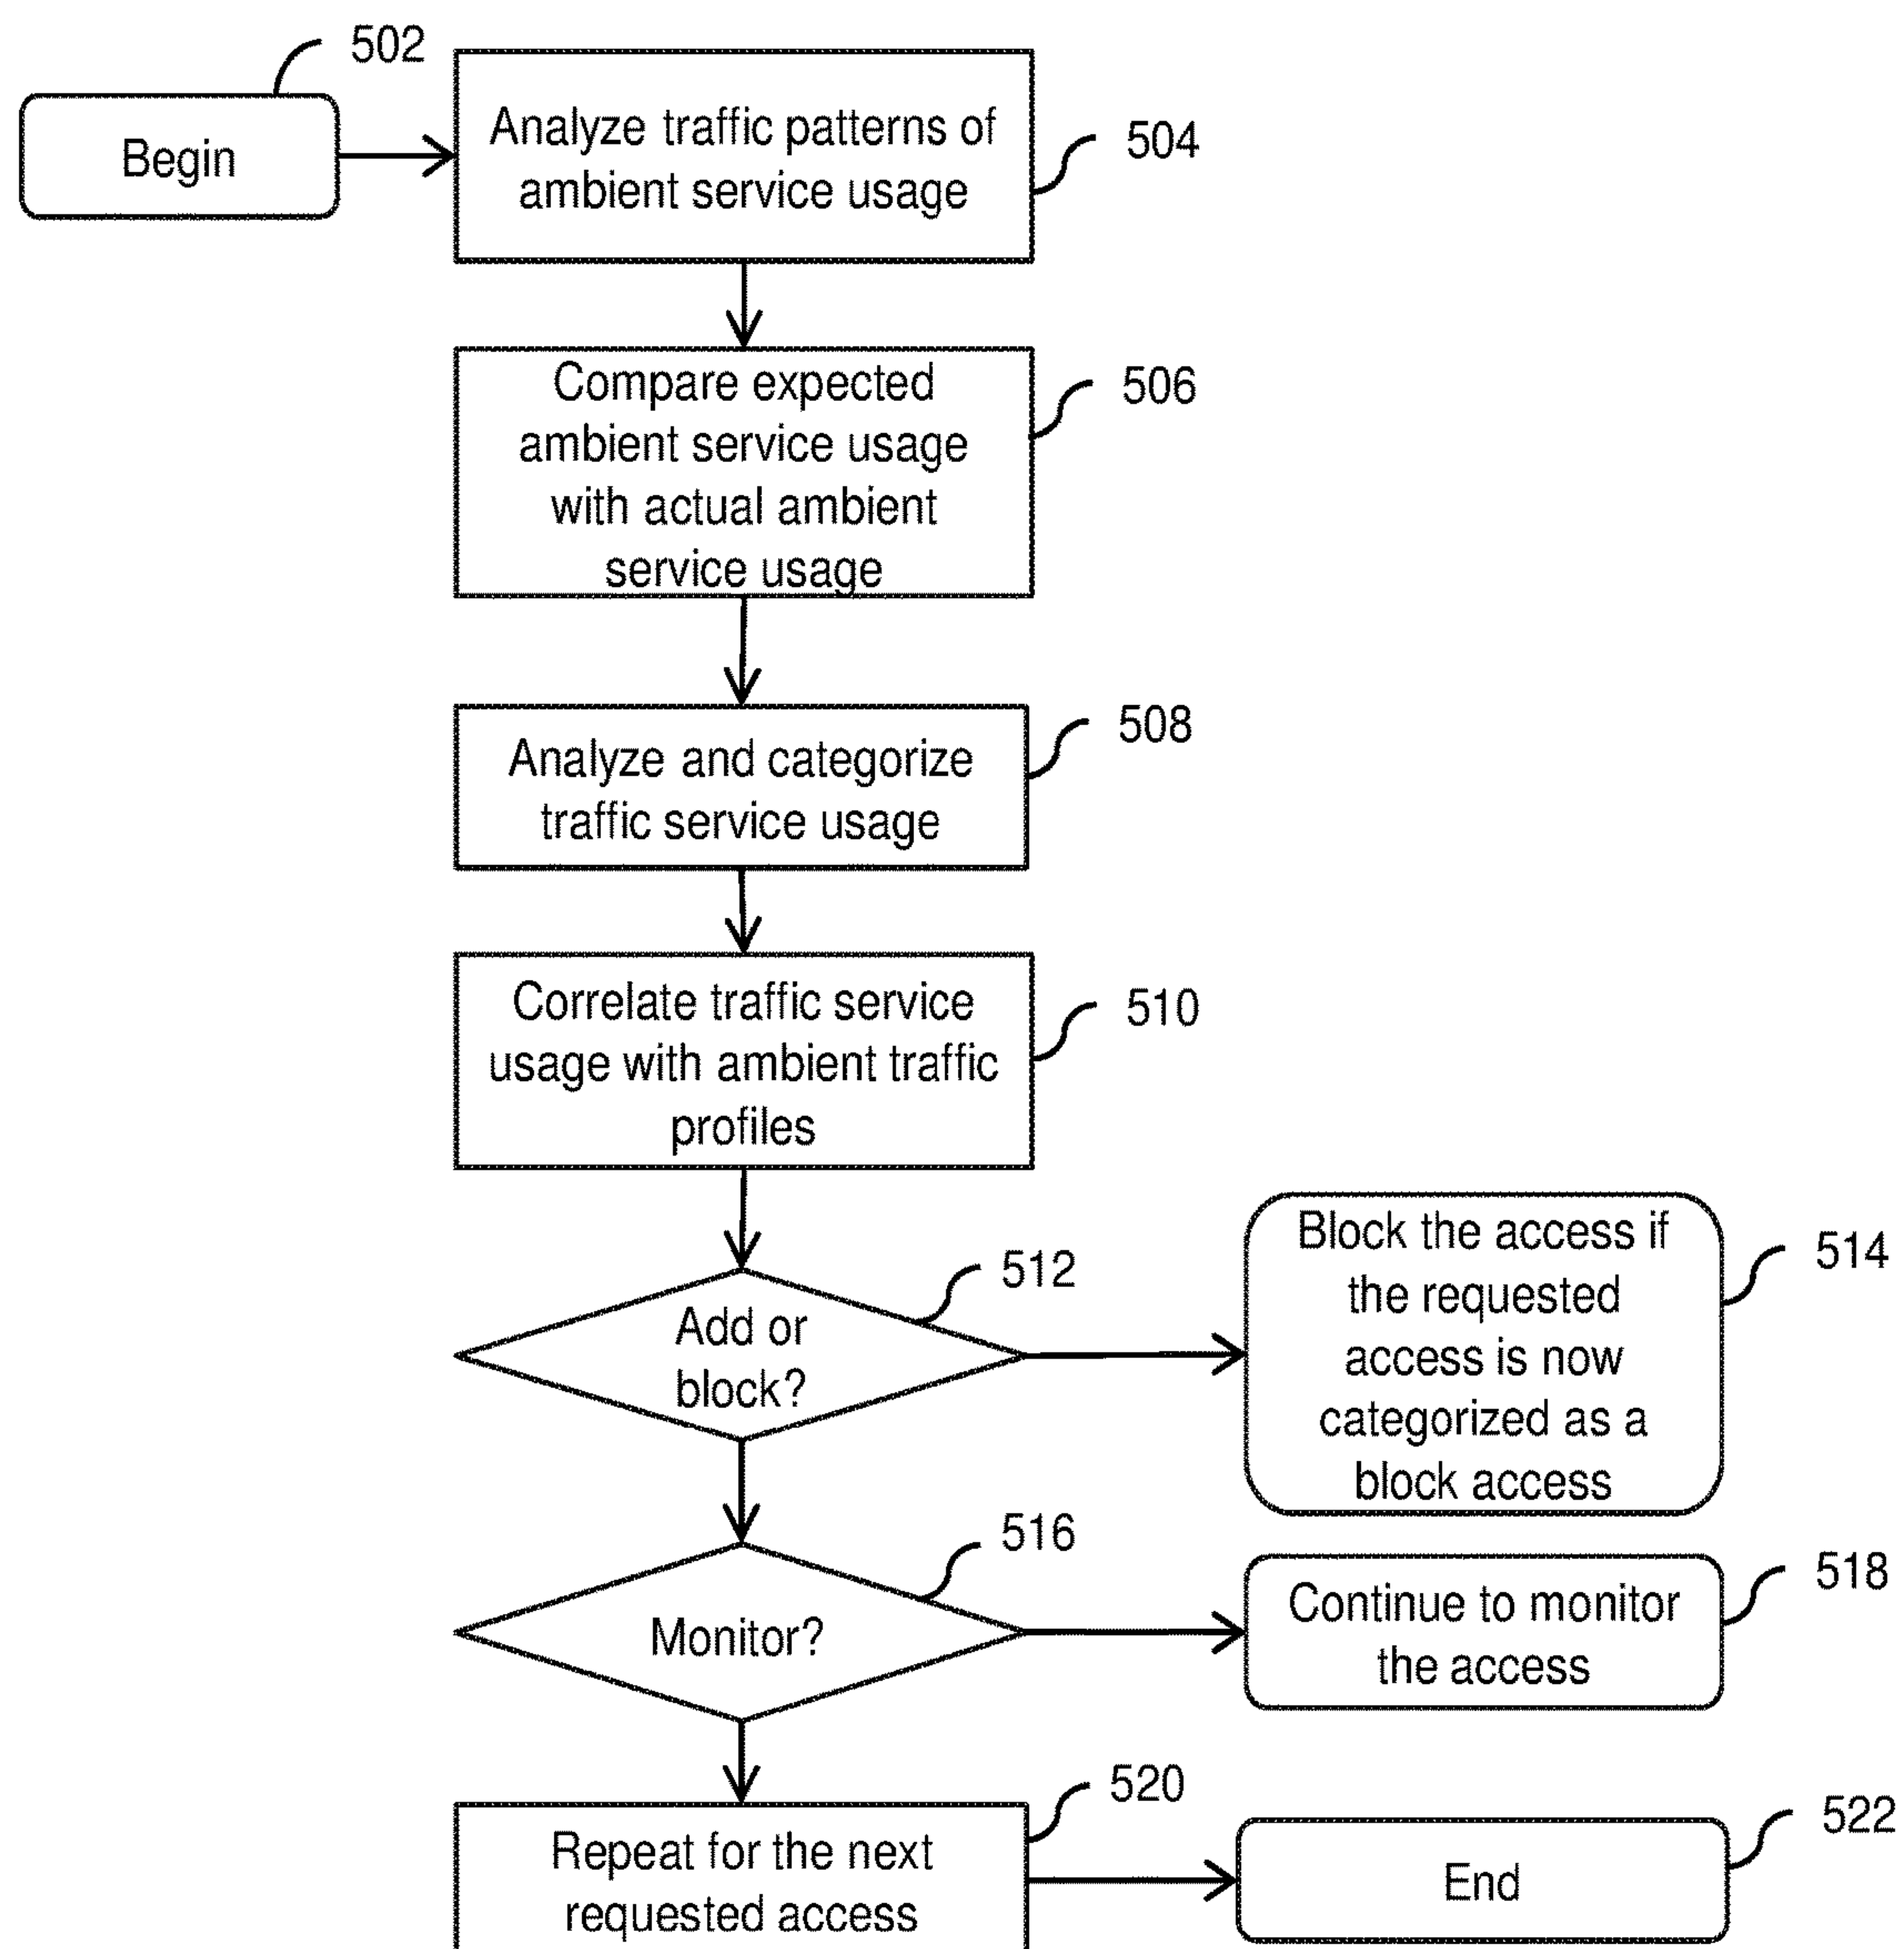 502
Begin
Analyze traffic patterns of
ambient service usage
504
Compare expected
ambient service usage
with actual ambient
service usage
506
Analyze and categorize
traffic service usage
508
Correlate traffic service
usage with ambient traffic
profiles
510
Add or
block?
512
Block the access if
the requested
access is now
categorized as a
block access
514
Monitor?
516
Continue to monitor
the access
518
Repeat for the next
requested access
520
End
522